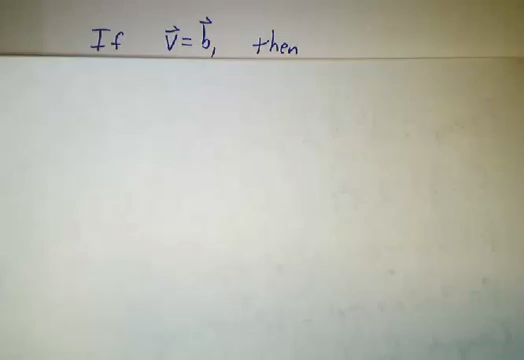 If v⃗ = b⃗, then